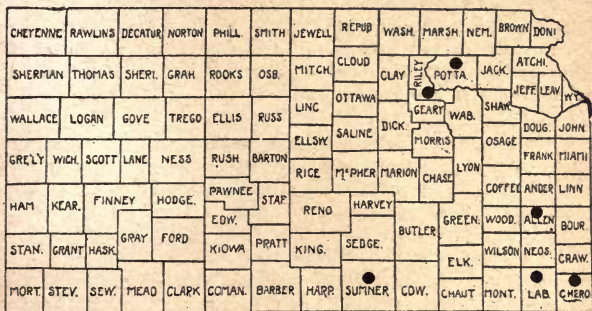 CHEYENNE RAWLINS DECATUR NORTON PHILL. SMITH JEWELL REPUB WASH. MARSH. NEM. BROWN DONI
SHERMAN THOMAS SHERI. GRAH. ROOKS OSB. MITCH. CLOUD CLAY RILEY POTTA. JACK. ATCHI.
JEFF. LEAV. WY.
WALLACE LOGAN GOVE TREGO ELLIS RUSS LINC OTTAWA DICK. GEARY WAB. SHAW. DOUG. JOHN.
ELLSW. SALINE MORRIS OSAGE
GRE'LY WICH. SCOTT LANE NESS RUSH BARTON RICE McPHER MARION CHASE LYON FRANK. MIAMI
HAM KEAR. FINNEY HODGE. PAWNEE STAF. RENO HARVEY COFFEE ANDER LINN
EDW. BUTLER GREEN. WOOD. ALLEN BOUR.
STAN. GRANT HASK. GRAY FORD KIOWA PRATT KING. SEDGE. ELK. WILSON NEOS. CRAW.
MORT. STEV. SEW. MEAD CLARK COMAN. BARBER HARP. SUMNER COW. CHAUT MONT. LAB. CHERO